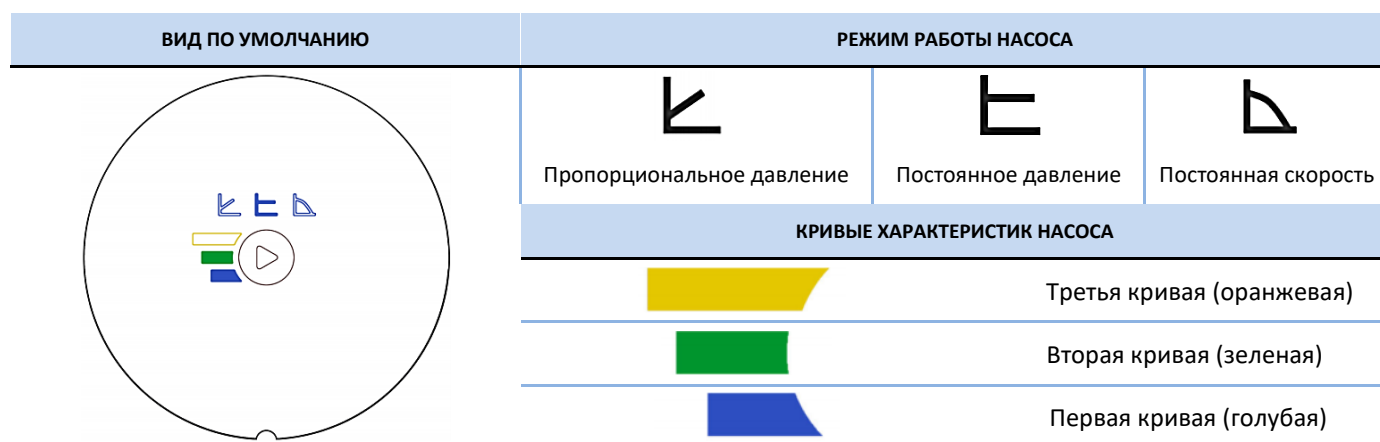 ВИД ПО УМОЛЧАНИЮ
РЕЖИМ РАБОТЫ НАСОСА
Пропорциональное давление
Постоянное давление
Постоянная скорость
КРИВЫЕ ХАРАКТЕРИСТИК НАСОСА
Третья кривая (оранжевая)
Вторая кривая (зеленая)
Первая кривая (голубая)